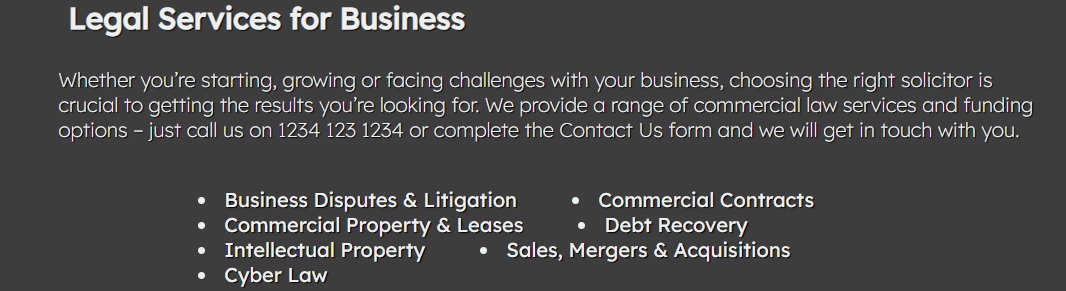 Legal Services for Business
Whether you're starting, growing or facing challenges with your business, choosing the right solicitor is
crucial to getting the results you're looking for. We provide a range of commercial law services and funding
options – just call us on 1234 123 1234 or complete the Contact Us form and we will get in touch with you.
• Business Disputes & Litigation • Commercial Contracts
• Commercial Property & Leases • Debt Recovery
• Intellectual Property • Sales, Mergers & Acquisitions
• Cyber Law